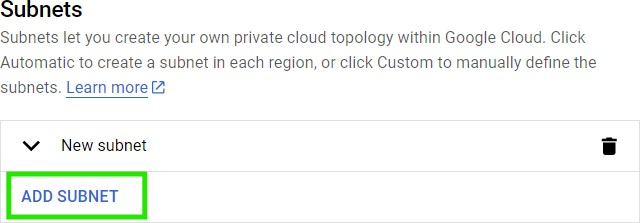 Subnets
Subnets let you create your own private cloud topology within Google Cloud. Click
Automatic to create a subnet in each region, or click Custom to manually define the
subnets. Learn more
New subnet
ADD SUBNET